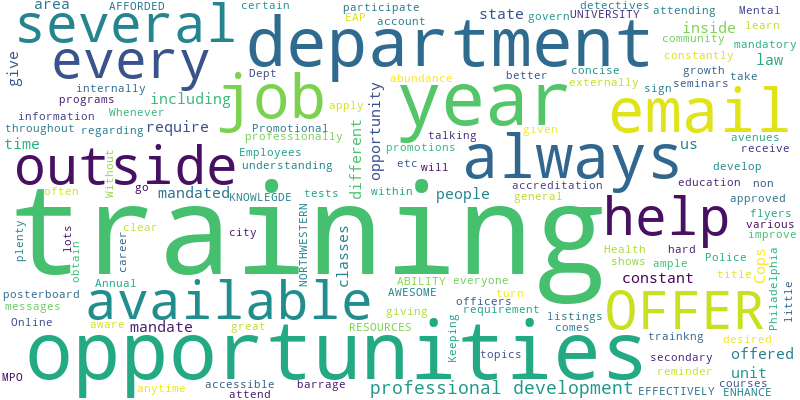 area AFFORDED certain participate detectives attending Mental
several EAP account state govern UNIVERSITY inside learn
every department community mandatory
give Dept abundance better concise externally constantly law
internally job year growth take
programs including opportunity apply sign seminars
information Whenever email
throughout regarding require professionally different given avenues
time Promotional promotions talking us receive
outside Employees etc will always develop
understanding accreditation education non
often Without go mandated KNOWLEGDE tests within people general approved
training help flyers
plenty lots clear city NORTHWESTERN classes various
obtain career Health hard improve
shows ample Police Cops Philadelphia little
Annual ABILITY everyone turn constant title
posterboard available AWESOME officers OFFER
messages RESOURCES giving requirement listings
Online aware mandate great Keeping comes trainkng desired
opportunities topics secondary offered
MPO anytime accessible barrage reminder unit
attend professional development courses
EFFECTIVELY ENHANCE